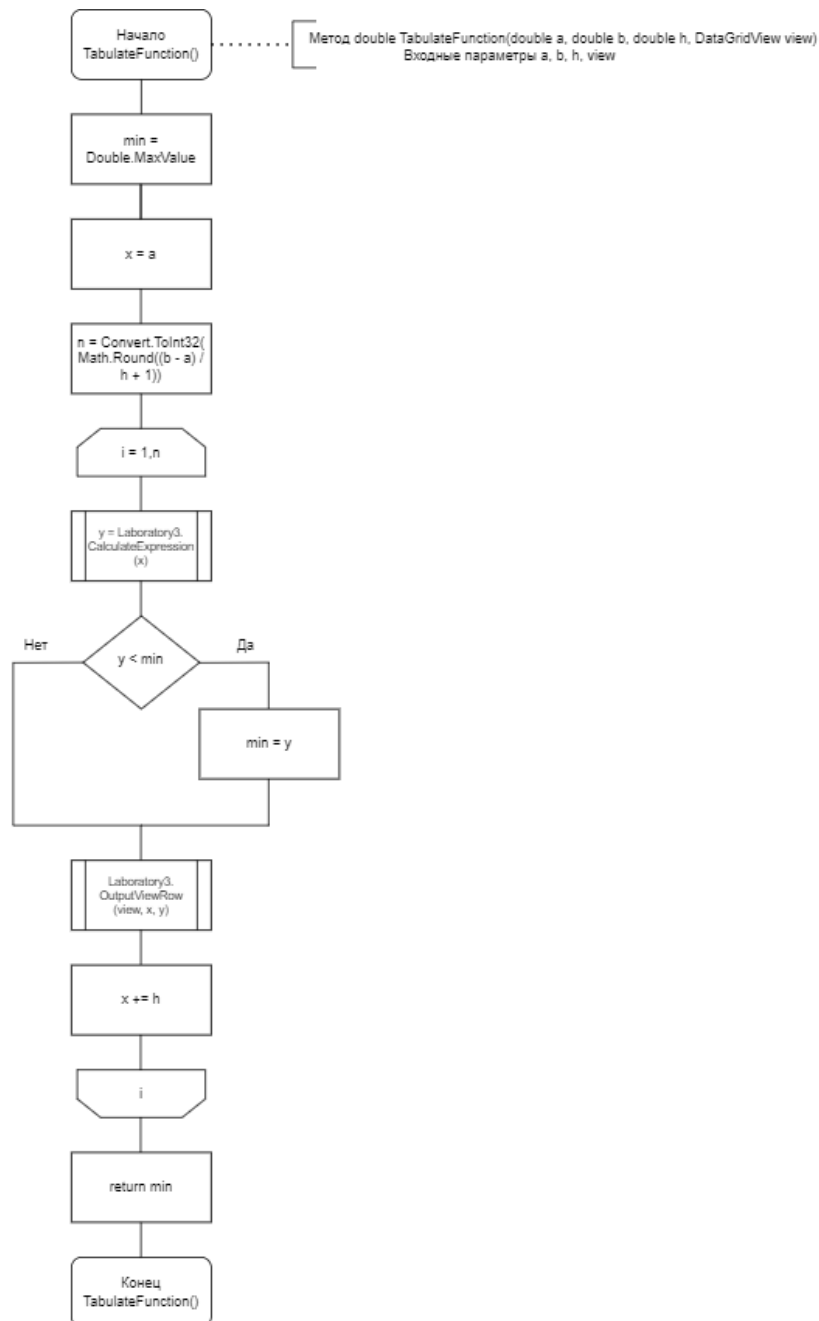 Начало
TabulateFunction()
Метод double TabulateFunction(double a, double b, double h, DataGridView view)
Входные параметры a, b, h, view
min =
Double.MaxValue
x = a
n = Convert.ToInt32(
Math.Round((b - a) /
h + 1))
i = 1,n
y = Laboratory3.
CalculateExpression
(x)
Нет
y < min
Да
min = y
Laboratory3.
OutputViewRow
(view, x, y)
x += h
i
return min
Конец
TabulateFunction()